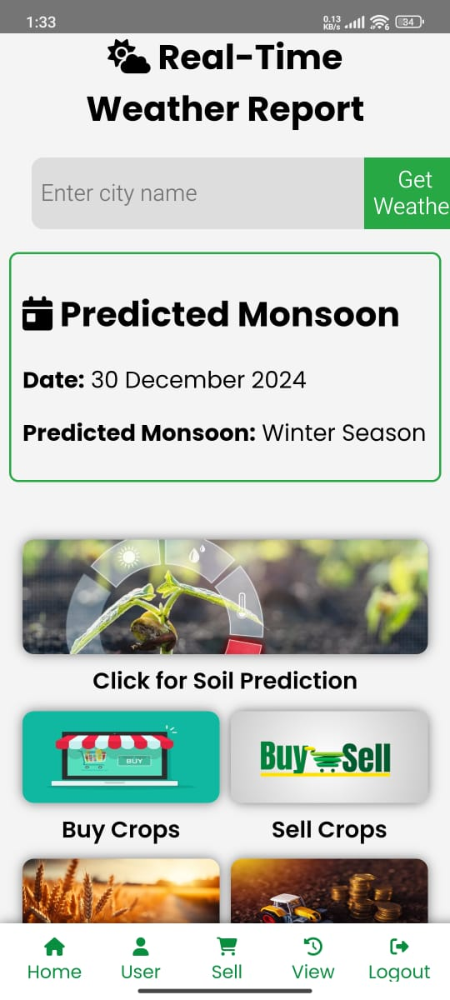 1:33
0.13
KB/s
6
34
Real-Time
Weather Report
Enter city name
Get
Weathe
Predicted Monsoon
Date: 30 December 2024
Predicted Monsoon: Winter Season
Click for Soil Prediction
BUY
Buy Sell
Buy Crops
Sell Crops
Home
User
Sell
View
Logout